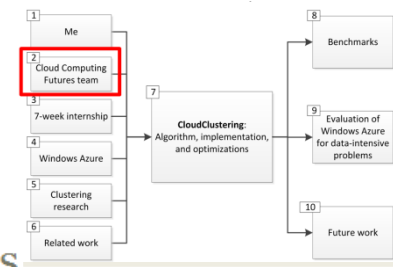 1
Me
2
Cloud Computing
Futures team
3
7-week internship
4
Windows Azure
5
Clustering
research
6
Related work
7
CloudClustering:
Algorithm, implementation,
and optimizations
8
Benchmarks
9
Evaluation of
Windows Azure
for data-intensive
problems
10
Future work
s